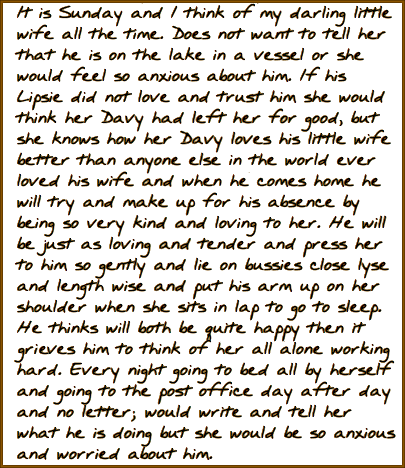 It is Sunday and I think of my darling little
wife all the time. Does not want to tell her
that he is on the lake in a vessel or she
would feel so anxious about him. If his
Lipsie did not love and trust him she would
think her Davy had left her for good, but
she knows how her Davy loves his little wife
better than anyone else in the world ever
loved his wife and when he comes home he
will try and make up for his absence by
being so very kind and loving to her. He will
be just as loving and tender and press her
to him so gently and lie on bussies close lyse
and length wise and put his arm up on her
shoulder when she sits in lap to go to sleep.
He thinks will both be quite happy then it
grieves him to think of her all alone working
hard. Every night going to bed all by herself
and going to the post office day after day
and no letter; would write and tell her
what he is doing but she would be so anxious
and worried about him.